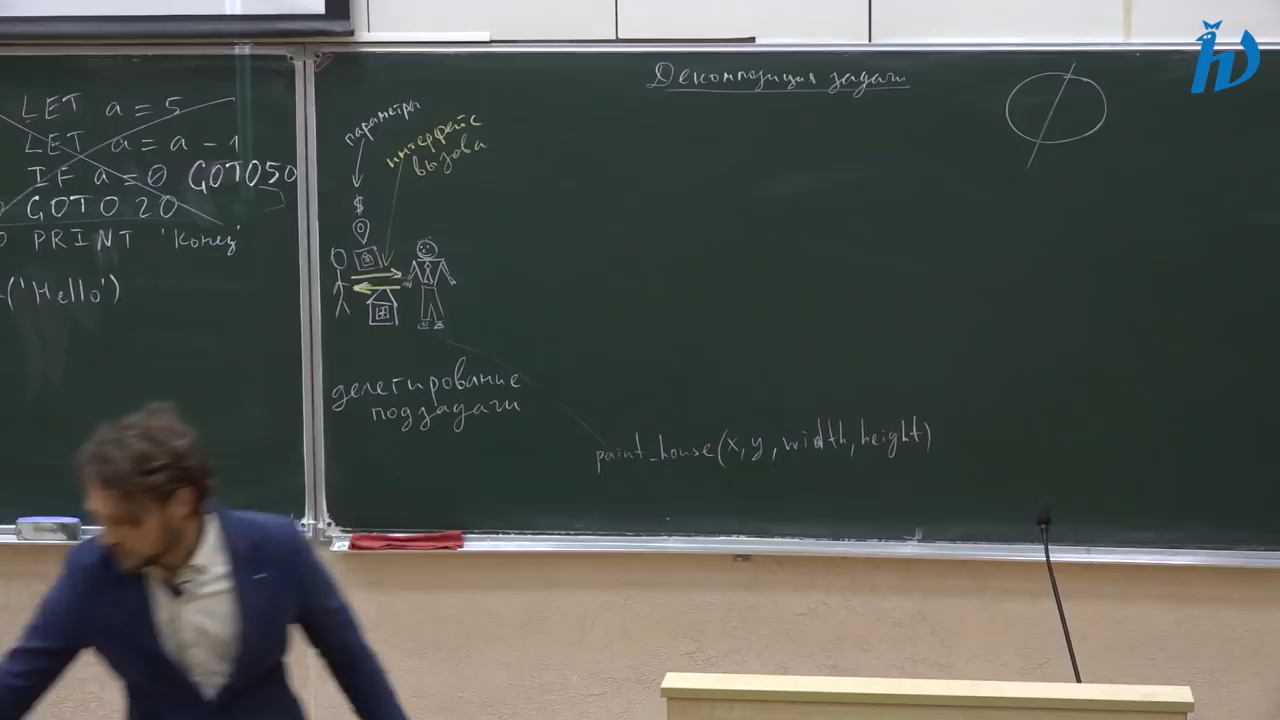 LET a = 5
LET a = a - 1
IF a = 0 GOTO 50
GOTO 20
PRINT 'Конец'
('Hello')
Декомпозиция задачи
параметры
интерфейс
вызова
$
делегирование
подзадачи
paint_house(x, y, width, height)